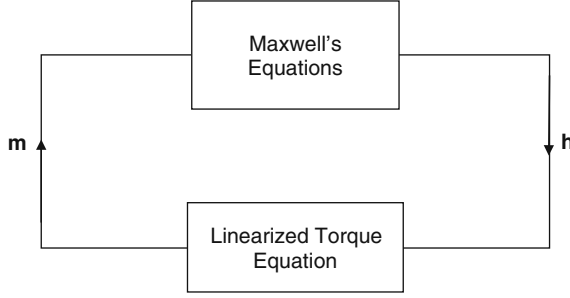 Maxwell's
Equations
m
h
Linearized Torque
Equation